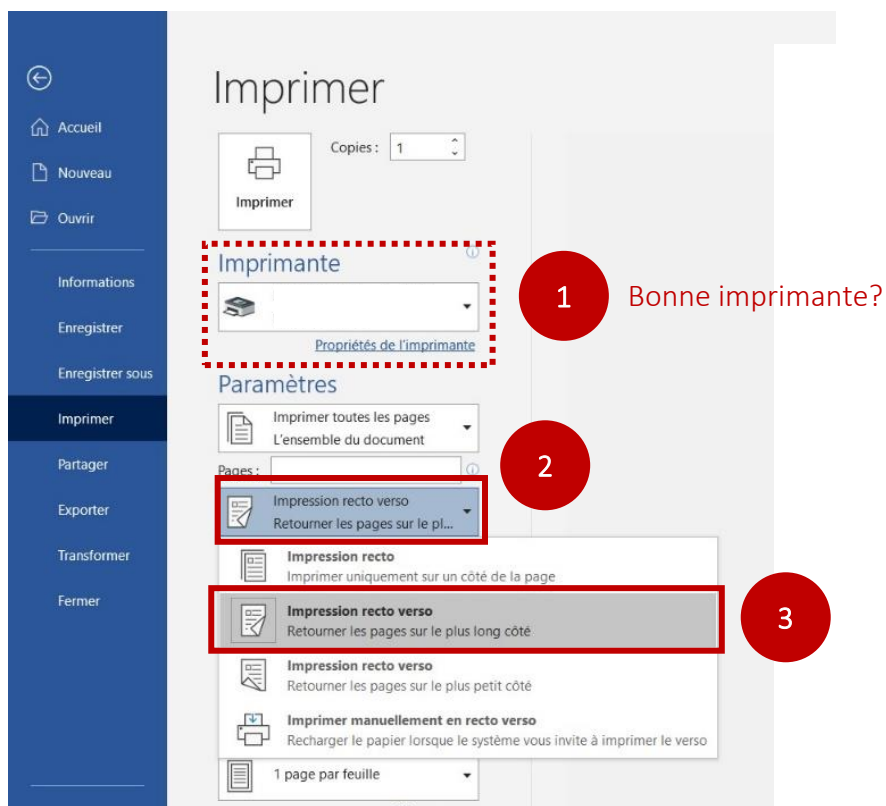 Imprimer
Accueil
Nouveau
Ouvrir
Informations
Enregistrer
Enregistrer sous
Imprimer
Partager
Exporter
Transformer
Fermer
Copies : 1
Imprimer
Imprimante
Propriétés de l'imprimante
1 Bonne imprimante?
Paramètres
Imprimer toutes les pages
L'ensemble du document
Pages :
2
Impression recto verso
Retourner les pages sur le pl...
Impression recto
Imprimer uniquement sur un côté de la page
Impression recto verso
Retourner les pages sur le plus long côté
3
Impression recto verso
Retourner les pages sur le plus petit côté
Imprimer manuellement en recto verso
Recharger le papier lorsque le système vous invite à imprimer le verso
1 page par feuille